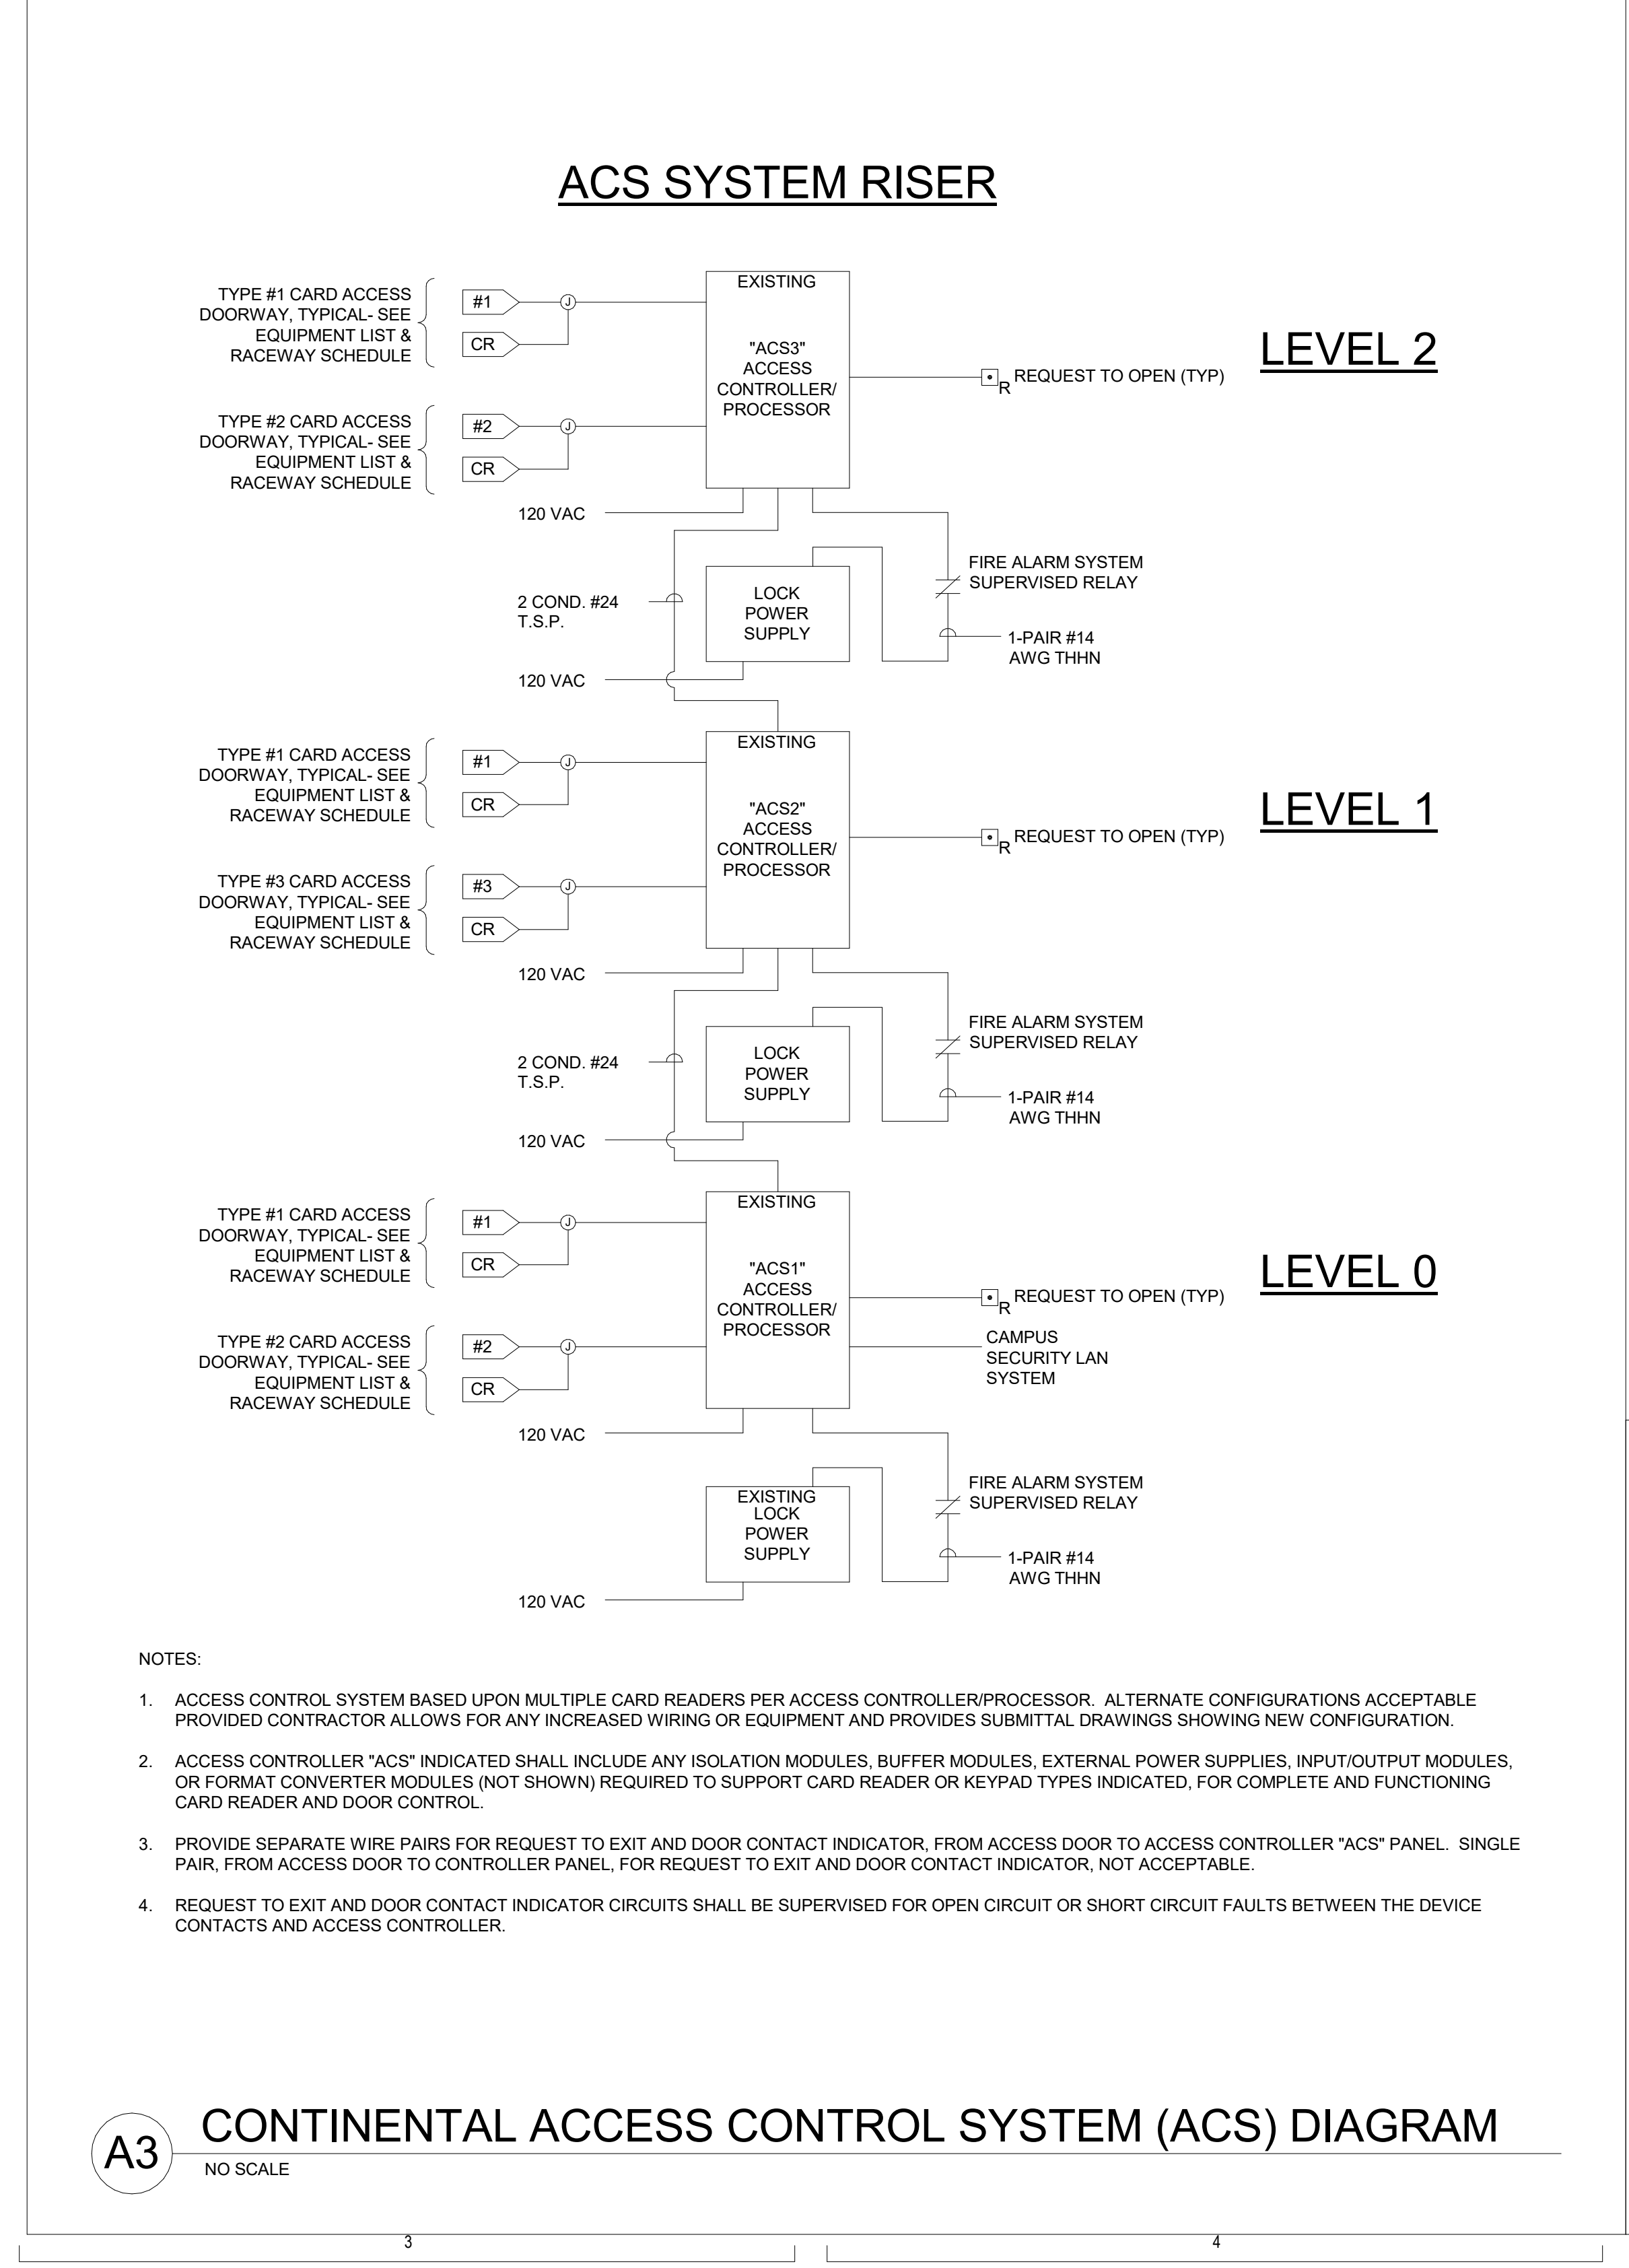 ACS SYSTEM RISER
TYPE #1 CARD ACCESS
DOORWAY, TYPICAL- SEE
EQUIPMENT LIST &
RACEWAY SCHEDULE
#1
J
CR
EXISTING
"ACS3"
ACCESS
CONTROLLER/
PROCESSOR
LEVEL 2
R
REQUEST TO OPEN (TYP)
TYPE #2 CARD ACCESS
DOORWAY, TYPICAL- SEE
EQUIPMENT LIST &
RACEWAY SCHEDULE
#2
J
CR
120 VAC
FIRE ALARM SYSTEM
SUPERVISED RELAY
LOCK
POWER
SUPPLY
2 COND. #24
T.S.P.
1-PAIR #14
AWG THHN
120 VAC
TYPE #1 CARD ACCESS
DOORWAY, TYPICAL- SEE
EQUIPMENT LIST &
RACEWAY SCHEDULE
#1
J
CR
EXISTING
"ACS2"
ACCESS
CONTROLLER/
PROCESSOR
LEVEL 1
R
REQUEST TO OPEN (TYP)
TYPE #3 CARD ACCESS
DOORWAY, TYPICAL- SEE
EQUIPMENT LIST &
RACEWAY SCHEDULE
#3
J
CR
120 VAC
FIRE ALARM SYSTEM
SUPERVISED RELAY
LOCK
POWER
SUPPLY
2 COND. #24
T.S.P.
1-PAIR #14
AWG THHN
120 VAC
TYPE #1 CARD ACCESS
DOORWAY, TYPICAL- SEE
EQUIPMENT LIST &
RACEWAY SCHEDULE
#1
J
CR
EXISTING
"ACS1"
ACCESS
CONTROLLER/
PROCESSOR
LEVEL 0
R
REQUEST TO OPEN (TYP)
CAMPUS
SECURITY LAN
SYSTEM
TYPE #2 CARD ACCESS
DOORWAY, TYPICAL- SEE
EQUIPMENT LIST &
RACEWAY SCHEDULE
#2
J
CR
120 VAC
FIRE ALARM SYSTEM
SUPERVISED RELAY
EXISTING
LOCK
POWER
SUPPLY
1-PAIR #14
AWG THHN
120 VAC
NOTES:
1. ACCESS CONTROL SYSTEM BASED UPON MULTIPLE CARD READERS PER ACCESS CONTROLLER/PROCESSOR. ALTERNATE CONFIGURATIONS ACCEPTABLE
PROVIDED CONTRACTOR ALLOWS FOR ANY INCREASED WIRING OR EQUIPMENT AND PROVIDES SUBMITTAL DRAWINGS SHOWING NEW CONFIGURATION.
2. ACCESS CONTROLLER "ACS" INDICATED SHALL INCLUDE ANY ISOLATION MODULES, BUFFER MODULES, EXTERNAL POWER SUPPLIES, INPUT/OUTPUT MODULES,
OR FORMAT CONVERTER MODULES (NOT SHOWN) REQUIRED TO SUPPORT CARD READER OR KEYPAD TYPES INDICATED, FOR COMPLETE AND FUNCTIONING
CARD READER AND DOOR CONTROL.
3. PROVIDE SEPARATE WIRE PAIRS FOR REQUEST TO EXIT AND DOOR CONTACT INDICATOR, FROM ACCESS DOOR TO ACCESS CONTROLLER "ACS" PANEL. SINGLE
PAIR, FROM ACCESS DOOR TO CONTROLLER PANEL, FOR REQUEST TO EXIT AND DOOR CONTACT INDICATOR, NOT ACCEPTABLE.
4. REQUEST TO EXIT AND DOOR CONTACT INDICATOR CIRCUITS SHALL BE SUPERVISED FOR OPEN CIRCUIT OR SHORT CIRCUIT FAULTS BETWEEN THE DEVICE
CONTACTS AND ACCESS CONTROLLER.
A3
CONTINENTAL ACCESS CONTROL SYSTEM (ACS) DIAGRAM
NO SCALE
3
4